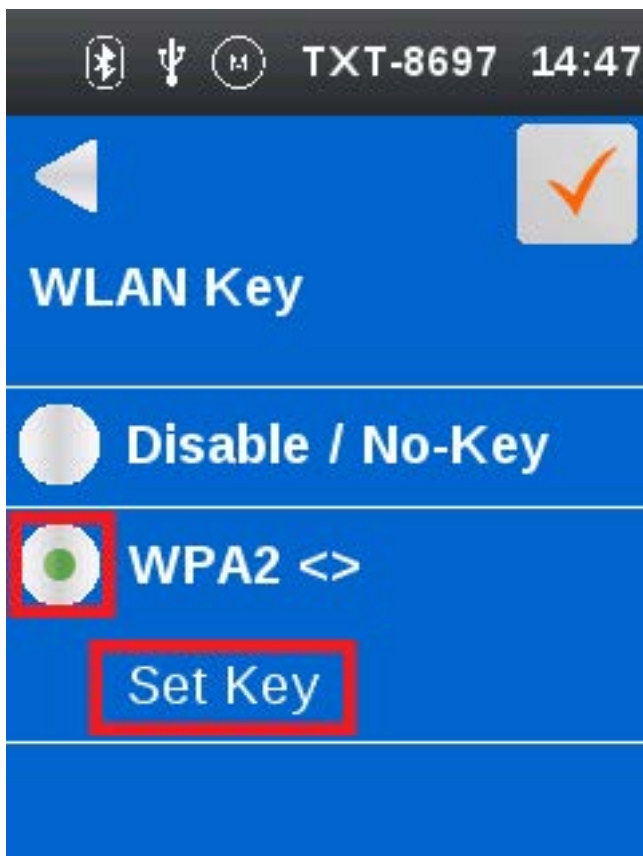 M TXT-8697 14:47
WLAN Key
Disable / No-Key
WPA2 <>
Set Key